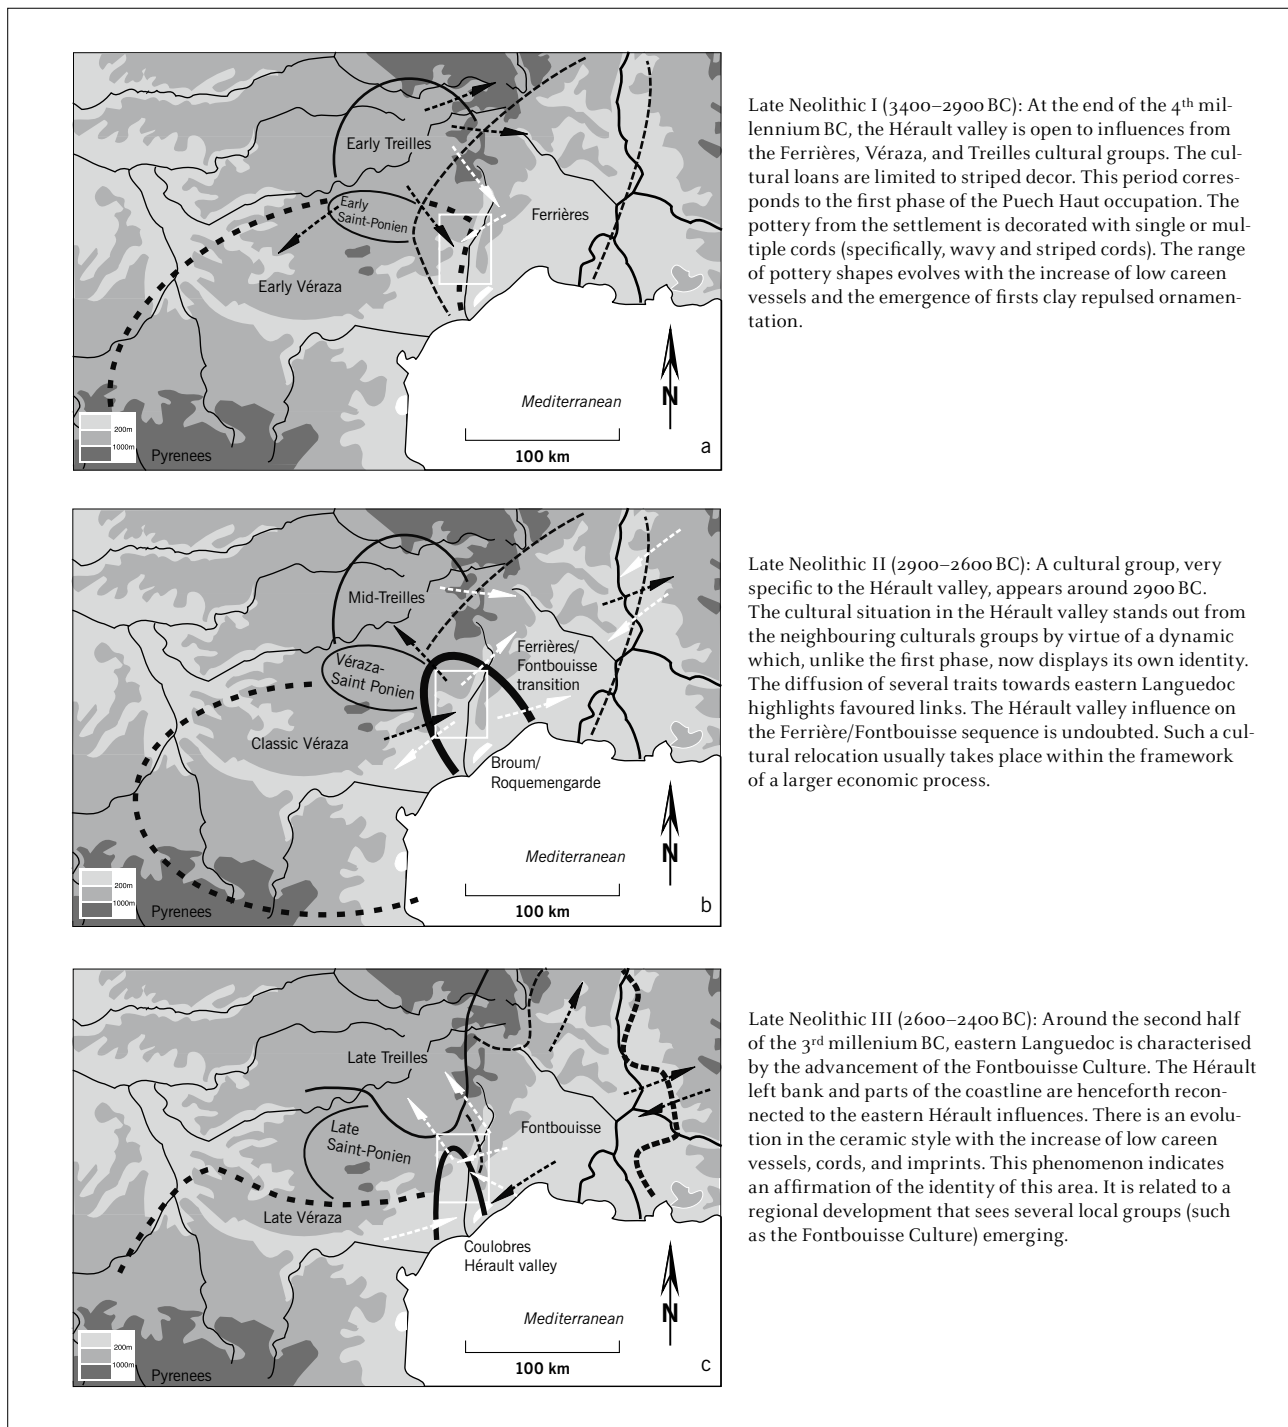 Early Treilles
Early
Saint-Ponien
Ferrières
Early Véraza
Mediterranean
N
200m
1000m
Pyrenees
100 km
a
Late Neolithic I (3400–2900 BC): At the end of the 4th mil-
lennium BC, the Hérault valley is open to influences from
the Ferrières, Véraza, and Treilles cultural groups. The cul-
tural loans are limited to striped decor. This period corres-
ponds to the first phase of the Puech Haut occupation. The
pottery from the settlement is decorated with single or mul-
tiple cords (specifically, wavy and striped cords). The range
of pottery shapes evolves with the increase of low careen
vessels and the emergence of firsts clay repulsed ornamen-
tation.
Mid-Treilles
Véraza-
Saint Ponien
Ferrières/
Fontbouisse
transition
Classic Véraza
Broum/
Roquemengarde
Mediterranean
N
200m
1000m
Pyrenees
100 km
b
Late Neolithic II (2900–2600 BC): A cultural group, very
specific to the Hérault valley, appears around 2900 BC.
The cultural situation in the Hérault valley stands out from
the neighbouring culturals groups by virtue of a dynamic
which, unlike the first phase, now displays its own identity.
The diffusion of several traits towards eastern Languedoc
highlights favoured links. The Hérault valley influence on
the Ferrière/Fontbouisse sequence is undoubted. Such a cul-
tural relocation usually takes place within the framework
of a larger economic process.
Late Treilles
Late
Saint-Ponien
Fontbouisse
Late Véraza
Coulobres
Hérault valley
Mediterranean
N
200m
1000m
Pyrenees
100 km
c
Late Neolithic III (2600–2400 BC): Around the second half
of the 3rd millenium BC, eastern Languedoc is characterised
by the advancement of the Fontbouisse Culture. The Hérault
left bank and parts of the coastline are henceforth recon-
nected to the eastern Hérault influences. There is an evolu-
tion in the ceramic style with the increase of low careen
vessels, cords, and imprints. This phenomenon indicates
an affirmation of the identity of this area. It is related to a
regional development that sees several local groups (such
as the Fontbouisse Culture) emerging.